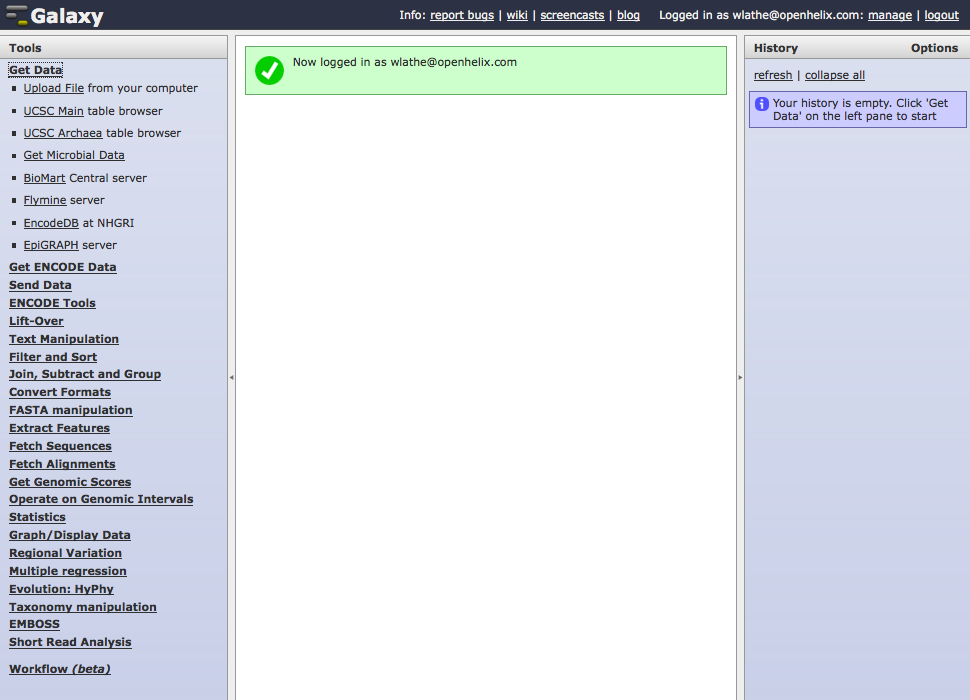 Galaxy
Info: report bugs | wiki | screencasts | blog Logged in as wlathe@openhelix.com: manage | logout
Tools
Get Data
Upload File from your computer
UCSC Main table browser
UCSC Archaea table browser
Get Microbial Data
BioMart Central server
Flymine server
EncodeDB at NHGRI
EpiGRAPH server
Get ENCODE Data
Send Data
ENCODE Tools
Lift-Over
Text Manipulation
Filter and Sort
Join, Subtract and Group
Convert Formats
FASTA manipulation
Extract Features
Fetch Sequences
Fetch Alignments
Get Genomic Scores
Operate on Genomic Intervals
Statistics
Graph/Display Data
Regional Variation
Multiple regression
Evolution: HyPhy
Taxonomy manipulation
EMBOSS
Short Read Analysis
Workflow (beta)
Now logged in as wlathe@openhelix.com
History Options
refresh | collapse all
Your history is empty. Click 'Get
Data' on the left pane to start